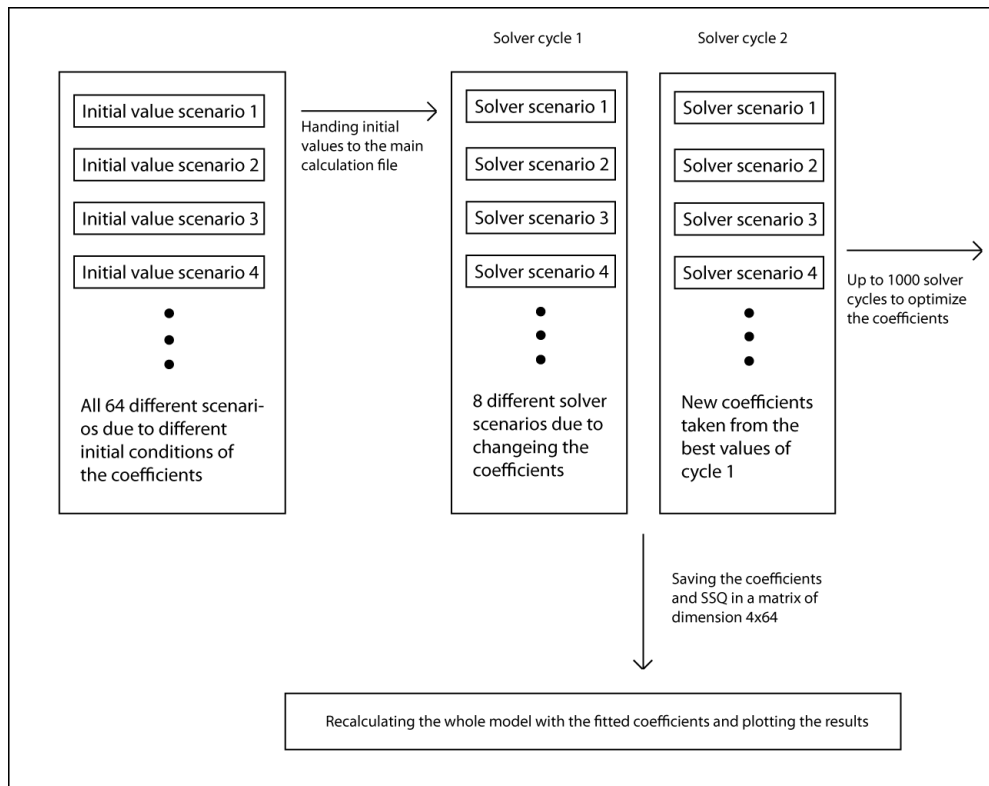 Solver cycle 1
Solver cycle 2
Initial value scenario 1
Initial value scenario 2
Initial value scenario 3
Initial value scenario 4
All 64 different scenari-
os due to different
initial conditions of
the coefficients
Handing initial
values to the main
calculation file
Solver scenario 1
Solver scenario 2
Solver scenario 3
Solver scenario 4
8 different solver
scenarios due to
changeing the
coefficients
Solver scenario 1
Solver scenario 2
Solver scenario 3
Solver scenario 4
New coefficients
taken from the
best values of
cycle 1
Up to 1000 solver
cycles to optimize
the coefficients
Saving the coefficients
and SSQ in a matrix of
dimension 4x64
Recalculating the whole model with the fitted coefficients and plotting the results